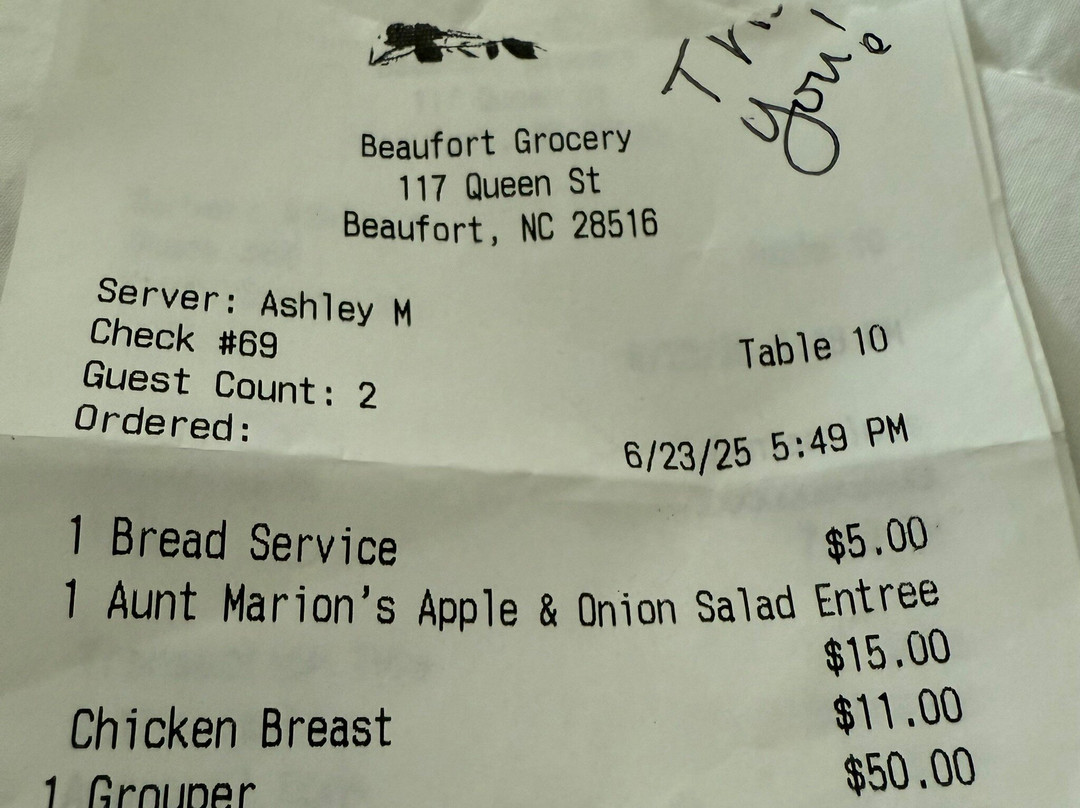 you!
Beaufort Grocery
117 Queen St
Beaufort, NC 28516
Server: Ashley M
Check #69
Table 10
Guest Count: 2
Ordered:
6/23/25 5:49 PM
1 Bread Service $5.00
1 Aunt Marion's Apple & Onion Salad Entree
$15.00
Chicken Breast $11.00
1 Grouper $50.00